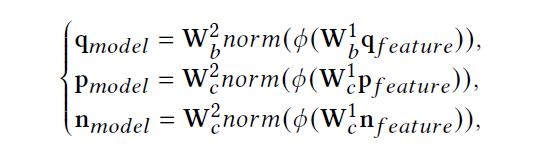 q_model = W_b^2 norm(ϕ(W_b^1 q_feature)),
p_model = W_c^2 norm(ϕ(W_c^1 p_feature)),
n_model = W_c^2 norm(ϕ(W_c^1 n_feature)),